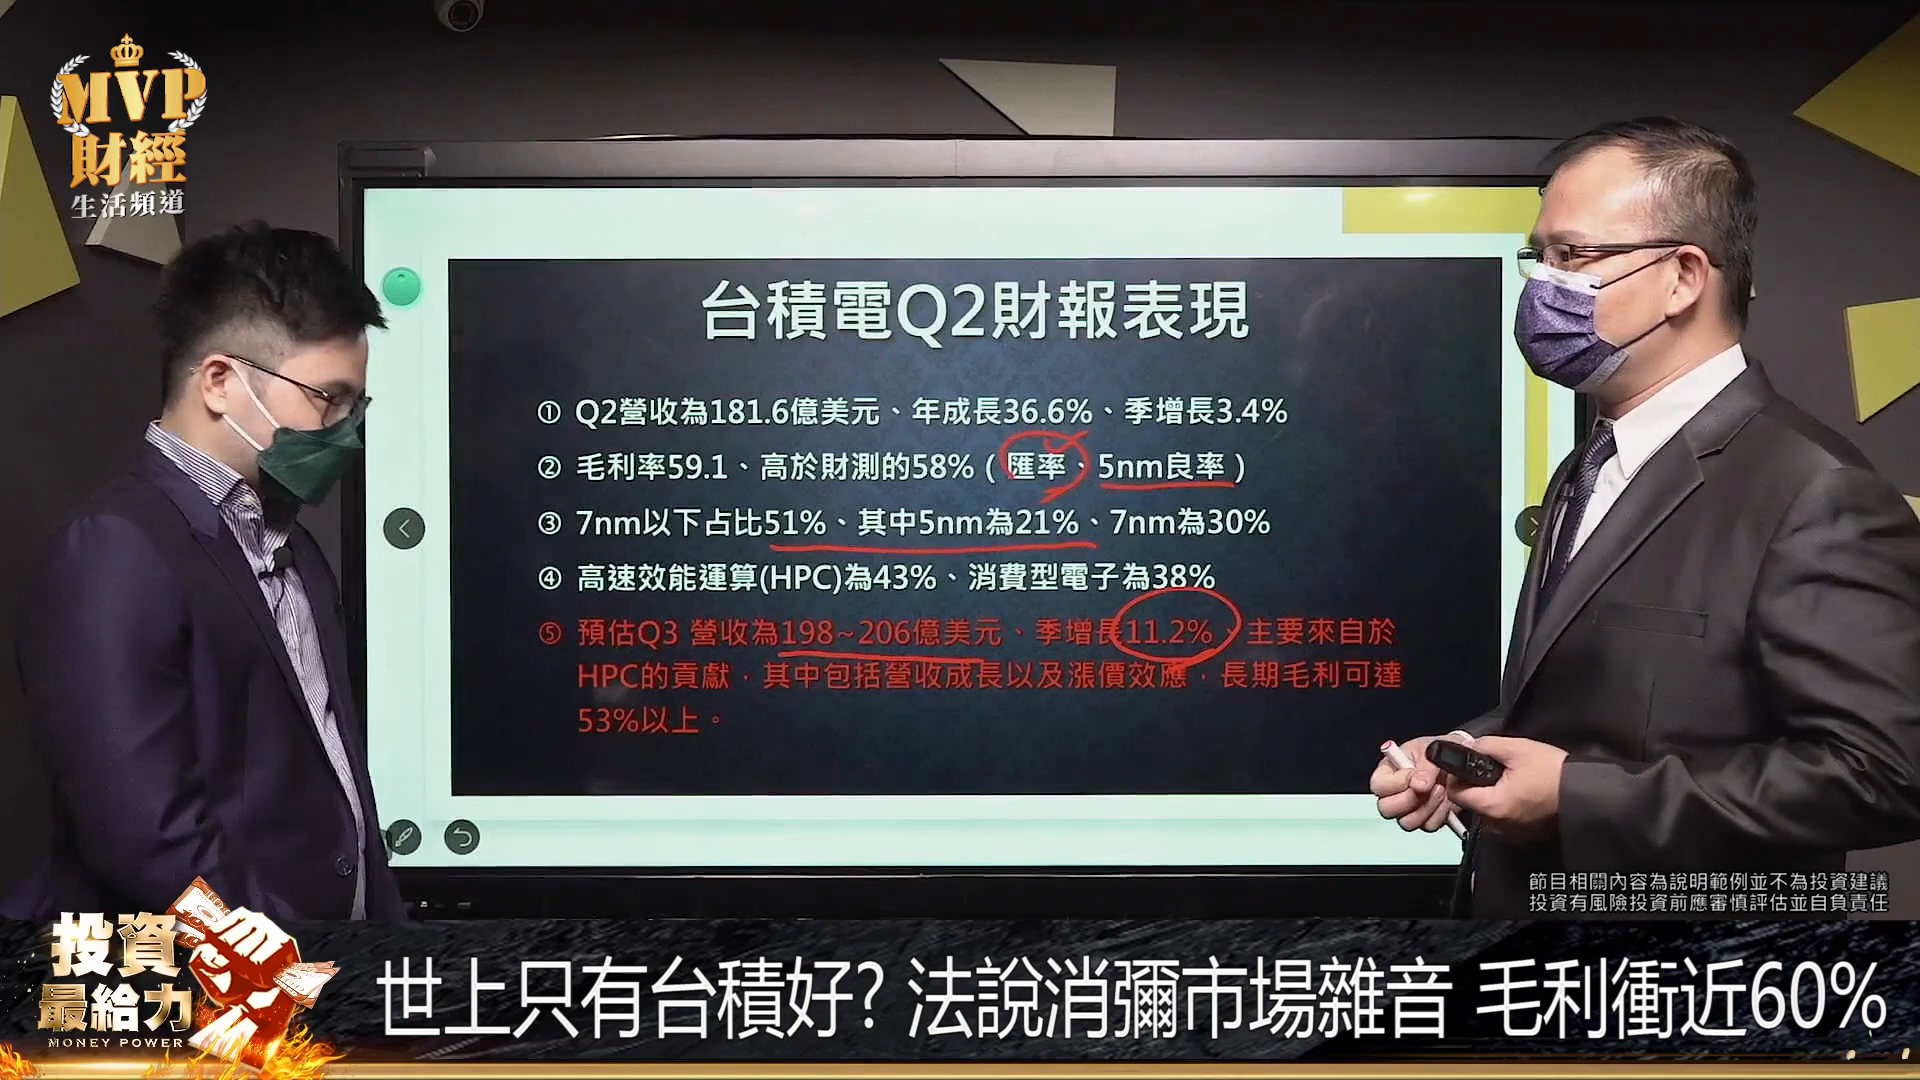 MVP
財經
生活頻道
台積電Q2財報表現
① Q2營收為181.6億美元、年成長36.6%、季增長3.4%
② 毛利率59.1、高於財測的58%（匯率、5nm良率）
③ 7nm以下占比51%、其中5nm為21%、7nm為30%
④ 高速效能運算(HPC)為43%、消費型電子為38%
⑤ 預估Q3 營收為198~206億美元、季增長11.2%、主要來自於
HPC的貢獻，其中包括營收成長以及漲價效應，長期毛利可達
53%以上。
節目相關內容為說明範例並不為投資建議
投資有風險投資前應審慎評估並自負責任
投資
最給力
MONEY POWER
世上只有台積好? 法說消彌市場雜音 毛利衝近60%